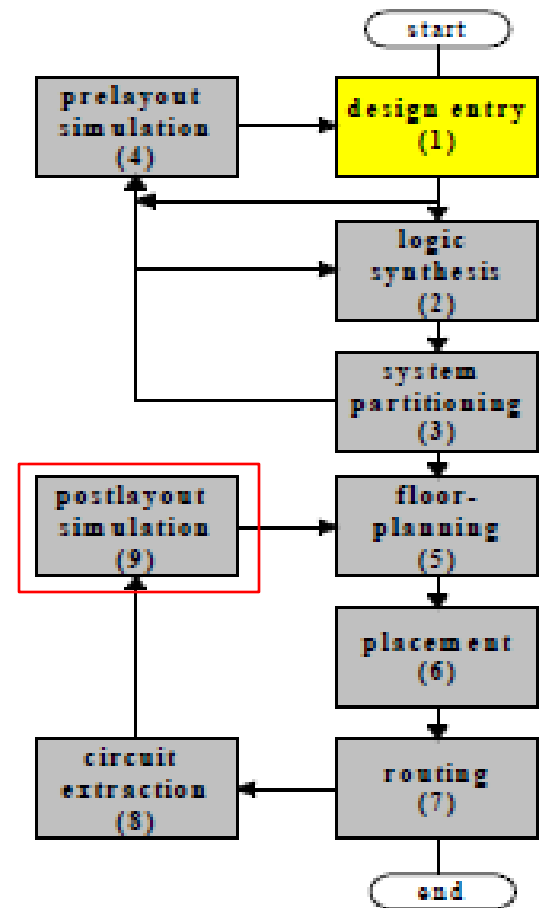 start
prelayout
simulation
(4)
design entry
(1)
logic
synthesis
(2)
system
partitioning
(3)
postlayout
simulation
(9)
floor-
planning
(5)
placement
(6)
circuit
extraction
(8)
routing
(7)
end